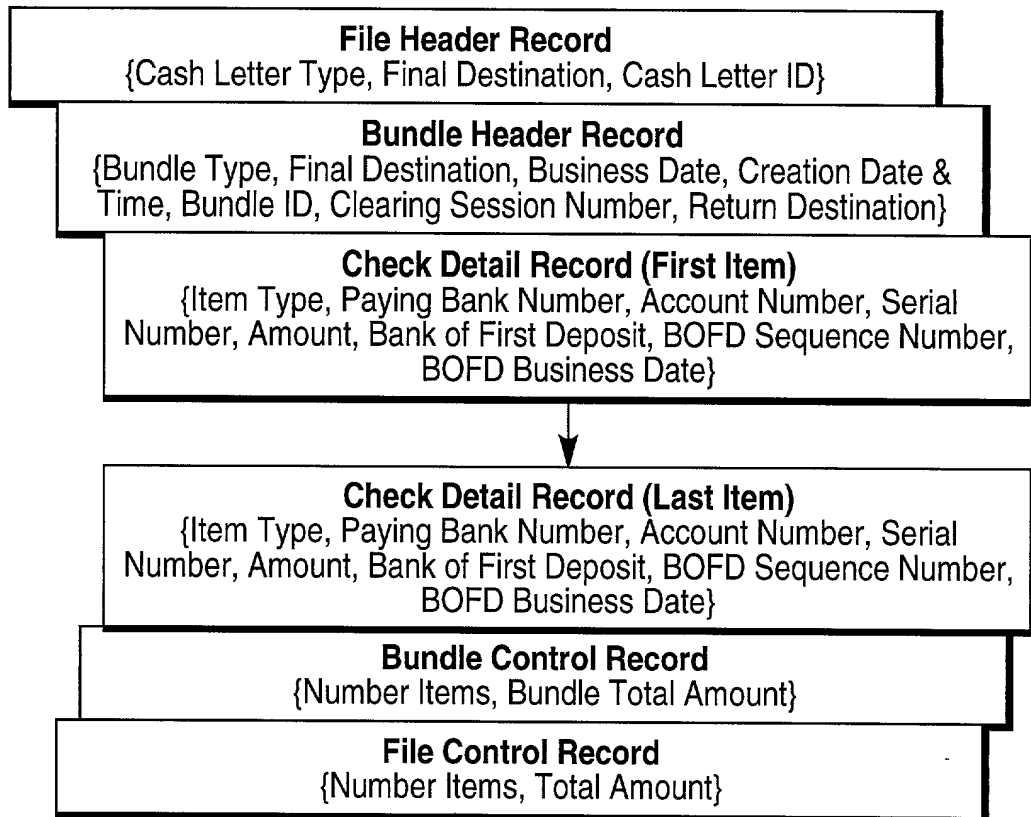 File Header Record
{Cash Letter Type, Final Destination, Cash Letter ID}
Bundle Header Record
{Bundle Type, Final Destination, Business Date, Creation Date &
Time, Bundle ID, Clearing Session Number, Return Destination}
Check Detail Record (First Item)
{Item Type, Paying Bank Number, Account Number, Serial
Number, Amount, Bank of First Deposit, BOFD Sequence Number,
BOFD Business Date}
Check Detail Record (Last Item)
{Item Type, Paying Bank Number, Account Number, Serial
Number, Amount, Bank of First Deposit, BOFD Sequence Number,
BOFD Business Date}
Bundle Control Record
{Number Items, Bundle Total Amount}
File Control Record
{Number Items, Total Amount}